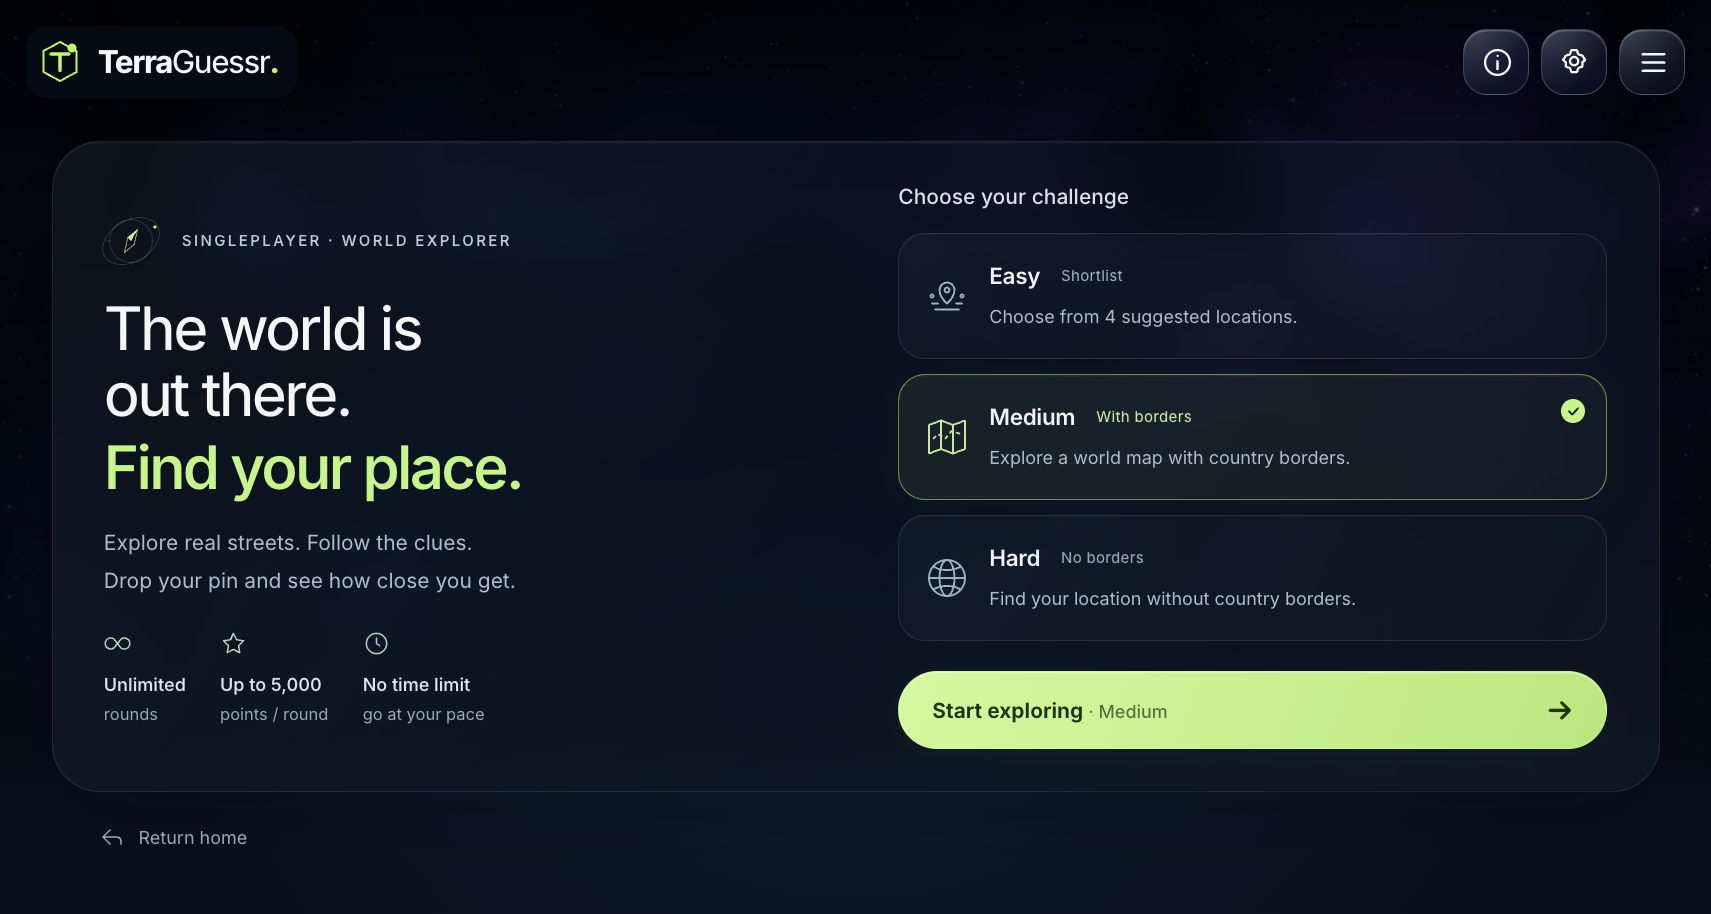 TerraGuessr.
SINGLEPLAYER · WORLD EXPLORER
The world is
out there.
Find your place.
Explore real streets. Follow the clues.
Drop your pin and see how close you get.
Unlimited
rounds
Up to 5,000
points / round
No time limit
go at your pace
Choose your challenge
Easy Shortlist
Choose from 4 suggested locations.
Medium With borders
Explore a world map with country borders.
Hard No borders
Find your location without country borders.
Start exploring · Medium
Return home